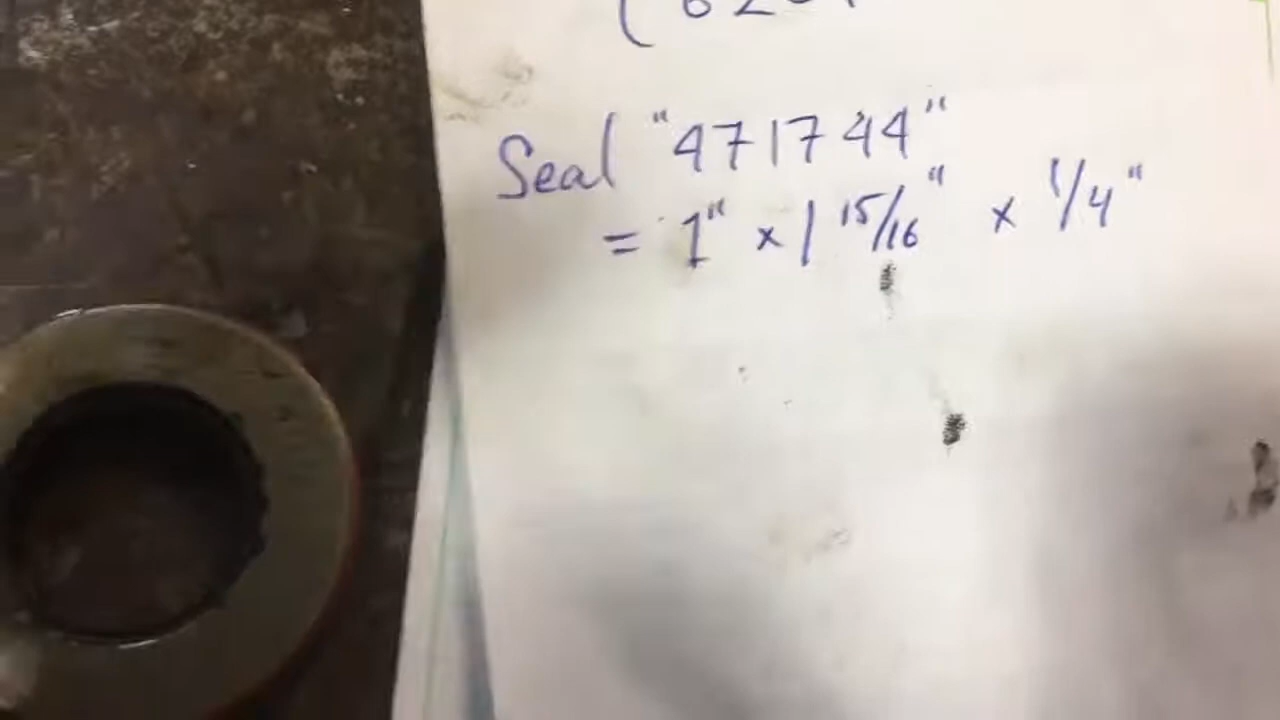 Seal "471744"
= 1" x 1 15/16" x 1/4"